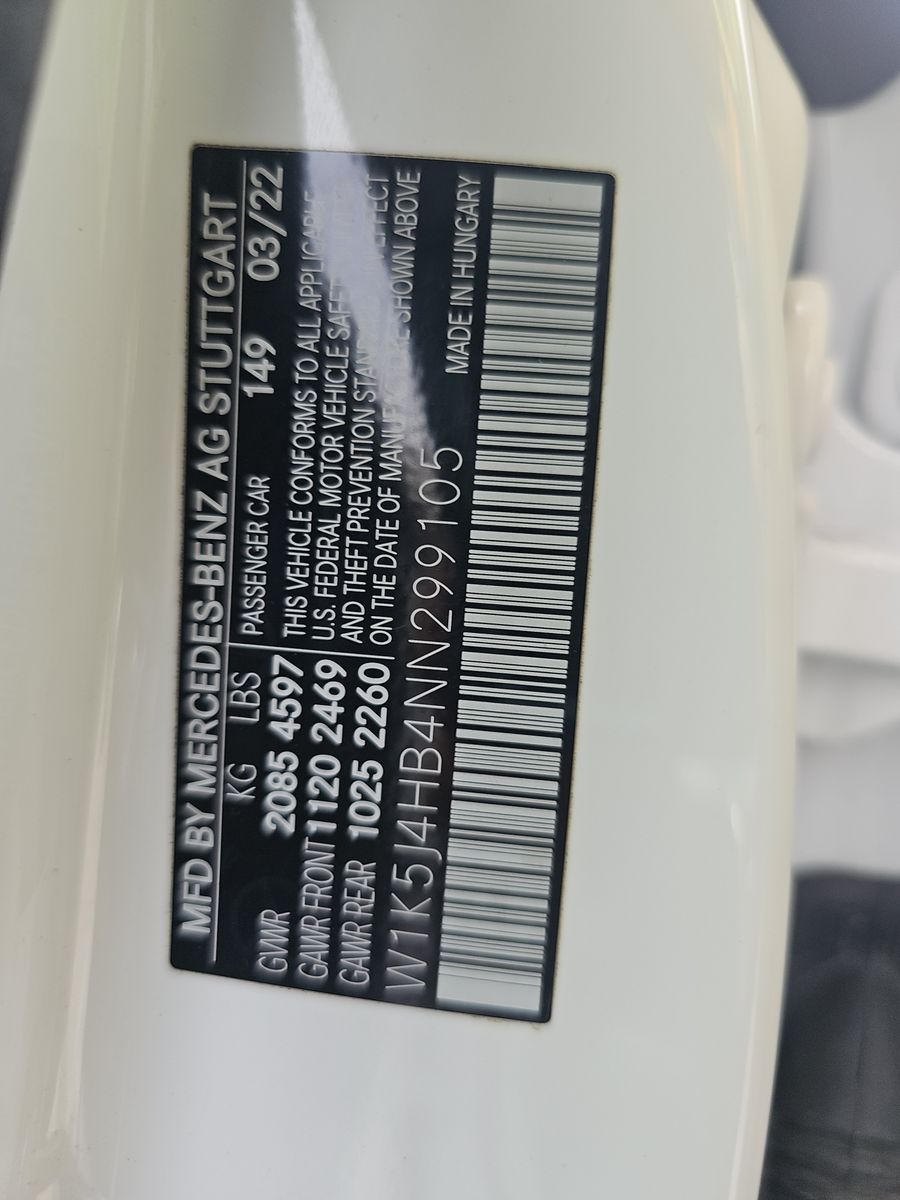 MFD BY MERCEDES-BENZ AG STUTTGART
KG LBS PASSENGER CAR 149 03/22
GVWR 2085 4597 THIS VEHICLE CONFORMS TO ALL APPLICABLE
GAWR FRONT 1120 2469 U.S. FEDERAL MOTOR VEHICLE
GAWR REAR 1025 2260 AND THEFT PREVENTION EFFECT
ON THE DATE OF SHOWN ABOVE
W1K5J4HB4NN299105 MADE IN HUNGARY